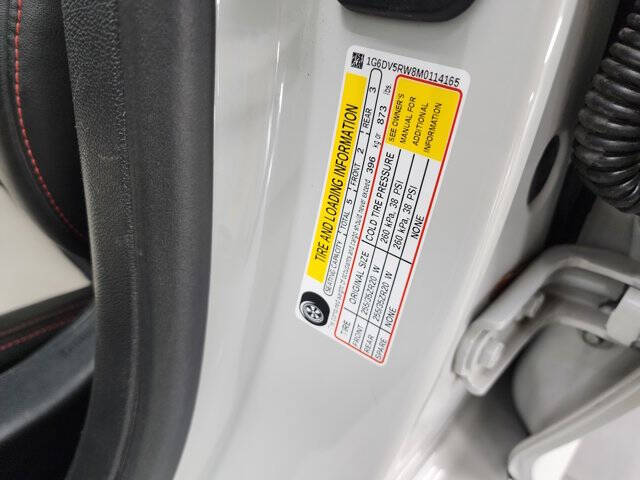 1G6DV5RW8M0114165
TIRE AND LOADING INFORMATION
SEATING CAPACITY TOTAL 5 FRONT 2 REAR 3
The combined weight of occupants and cargo should never exceed 396 kg or 873 lbs.
TIRE ORIGINAL SIZE COLD TIRE PRESSURE
FRONT 255/35ZR20 W 260 kPa, 38 PSI
REAR 255/35ZR20 W 260 kPa, 38 PSI
SPARE NONE NONE
SEE OWNER'S
MANUAL FOR
ADDITIONAL
INFORMATION